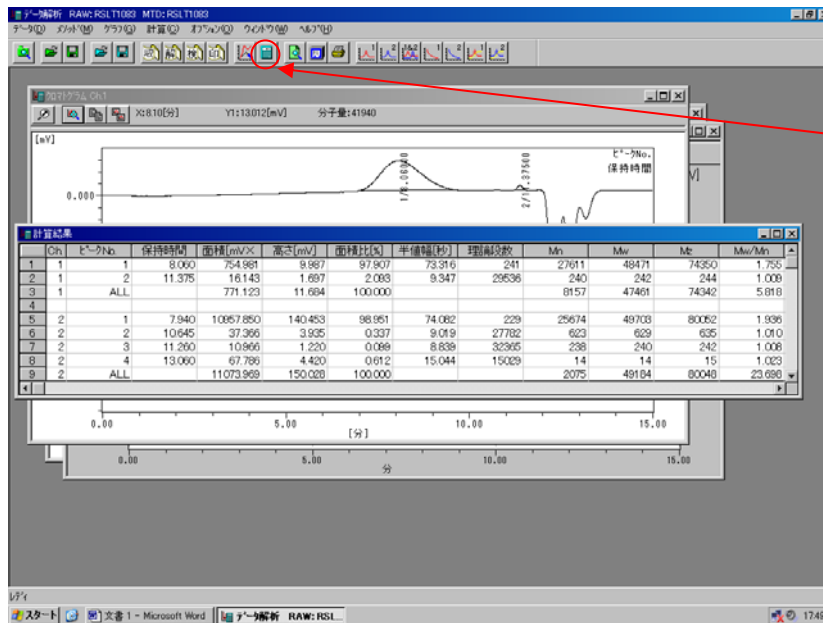 データ解析 RAW: RSLT1083 MTD: RSLT1083
データ(D) メソッド(M) グラフ(G) 計算(C) オプション(O) ウィンドウ(W) ヘルプ(H)
クロマトグラム Ch1
X:8.10[分] Y1:13.012[mV] 分子量:41940
[mV]
ピークNo.
保持時間
0.000
1/8.06000
2/11.37500
計算結果
Ch ピークNo. 保持時間 面積[mV× 高さ[mV] 面積比[%] 半値幅[秒] 理論段数 Mn Mw Mz Mw/Mn
1 1 1 8.060 754.981 9.987 97.907 73.316 241 27611 48471 74350 1.755
2 1 2 11.375 16.143 1.697 2.093 9.347 29536 240 242 244 1.009
3 1 ALL 771.123 11.684 100.000 8157 47461 74342 5.818
4
5 2 1 7.940 10957.850 140.453 98.951 74.082 229 25674 49703 80052 1.936
6 2 2 10.645 37.366 3.935 0.337 9.019 27782 623 629 635 1.010
7 2 3 11.260 10.966 1.220 0.099 8.839 32365 238 240 242 1.008
8 2 4 13.060 67.786 4.420 0.612 15.044 15029 14 14 15 1.023
9 2 ALL 11073.969 150.028 100.000 2075 49184 80048 23.698
0.00 5.00 10.00 15.00
[分]
0.00 5.00 10.00 15.00
分
レディ
スタート 文書 1 - Microsoft Word データ解析 RAW: RSL... 17:49